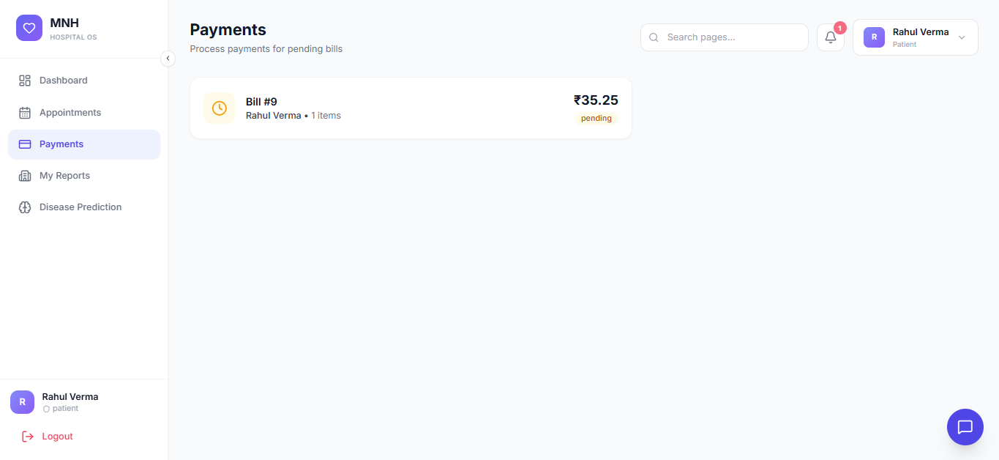 MNH
HOSPITAL OS
Dashboard
Appointments
Payments
My Reports
Disease Prediction
R
Rahul Verma
patient
Logout
Payments
Process payments for pending bills
Search pages...
1
R
Rahul Verma
Patient
Bill #9
Rahul Verma • 1 items
₹35.25
pending